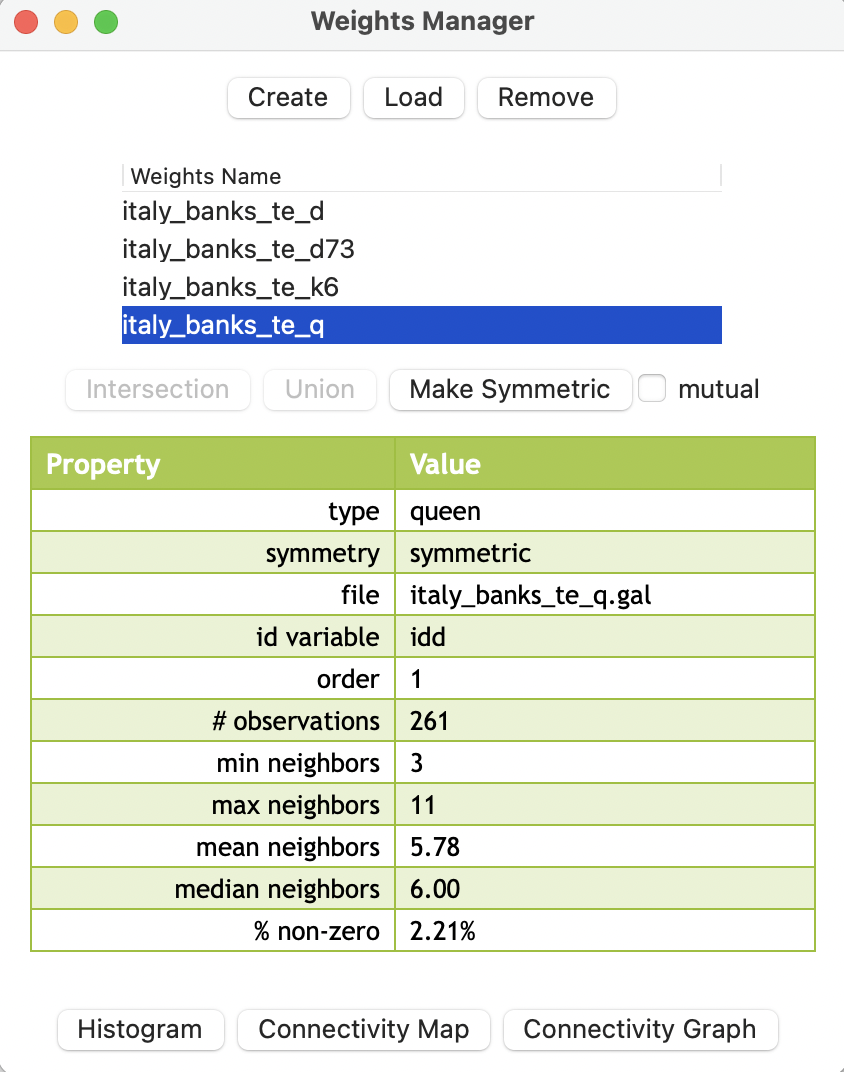 Weights Manager
Create Load Remove
Weights Name
italy_banks_te_d
italy_banks_te_d73
italy_banks_te_k6
italy_banks_te_q
Intersection Union Make Symmetric mutual
Property Value
type queen
symmetry symmetric
file italy_banks_te_q.gal
id variable idd
order 1
# observations 261
min neighbors 3
max neighbors 11
mean neighbors 5.78
median neighbors 6.00
% non-zero 2.21%
Histogram Connectivity Map Connectivity Graph